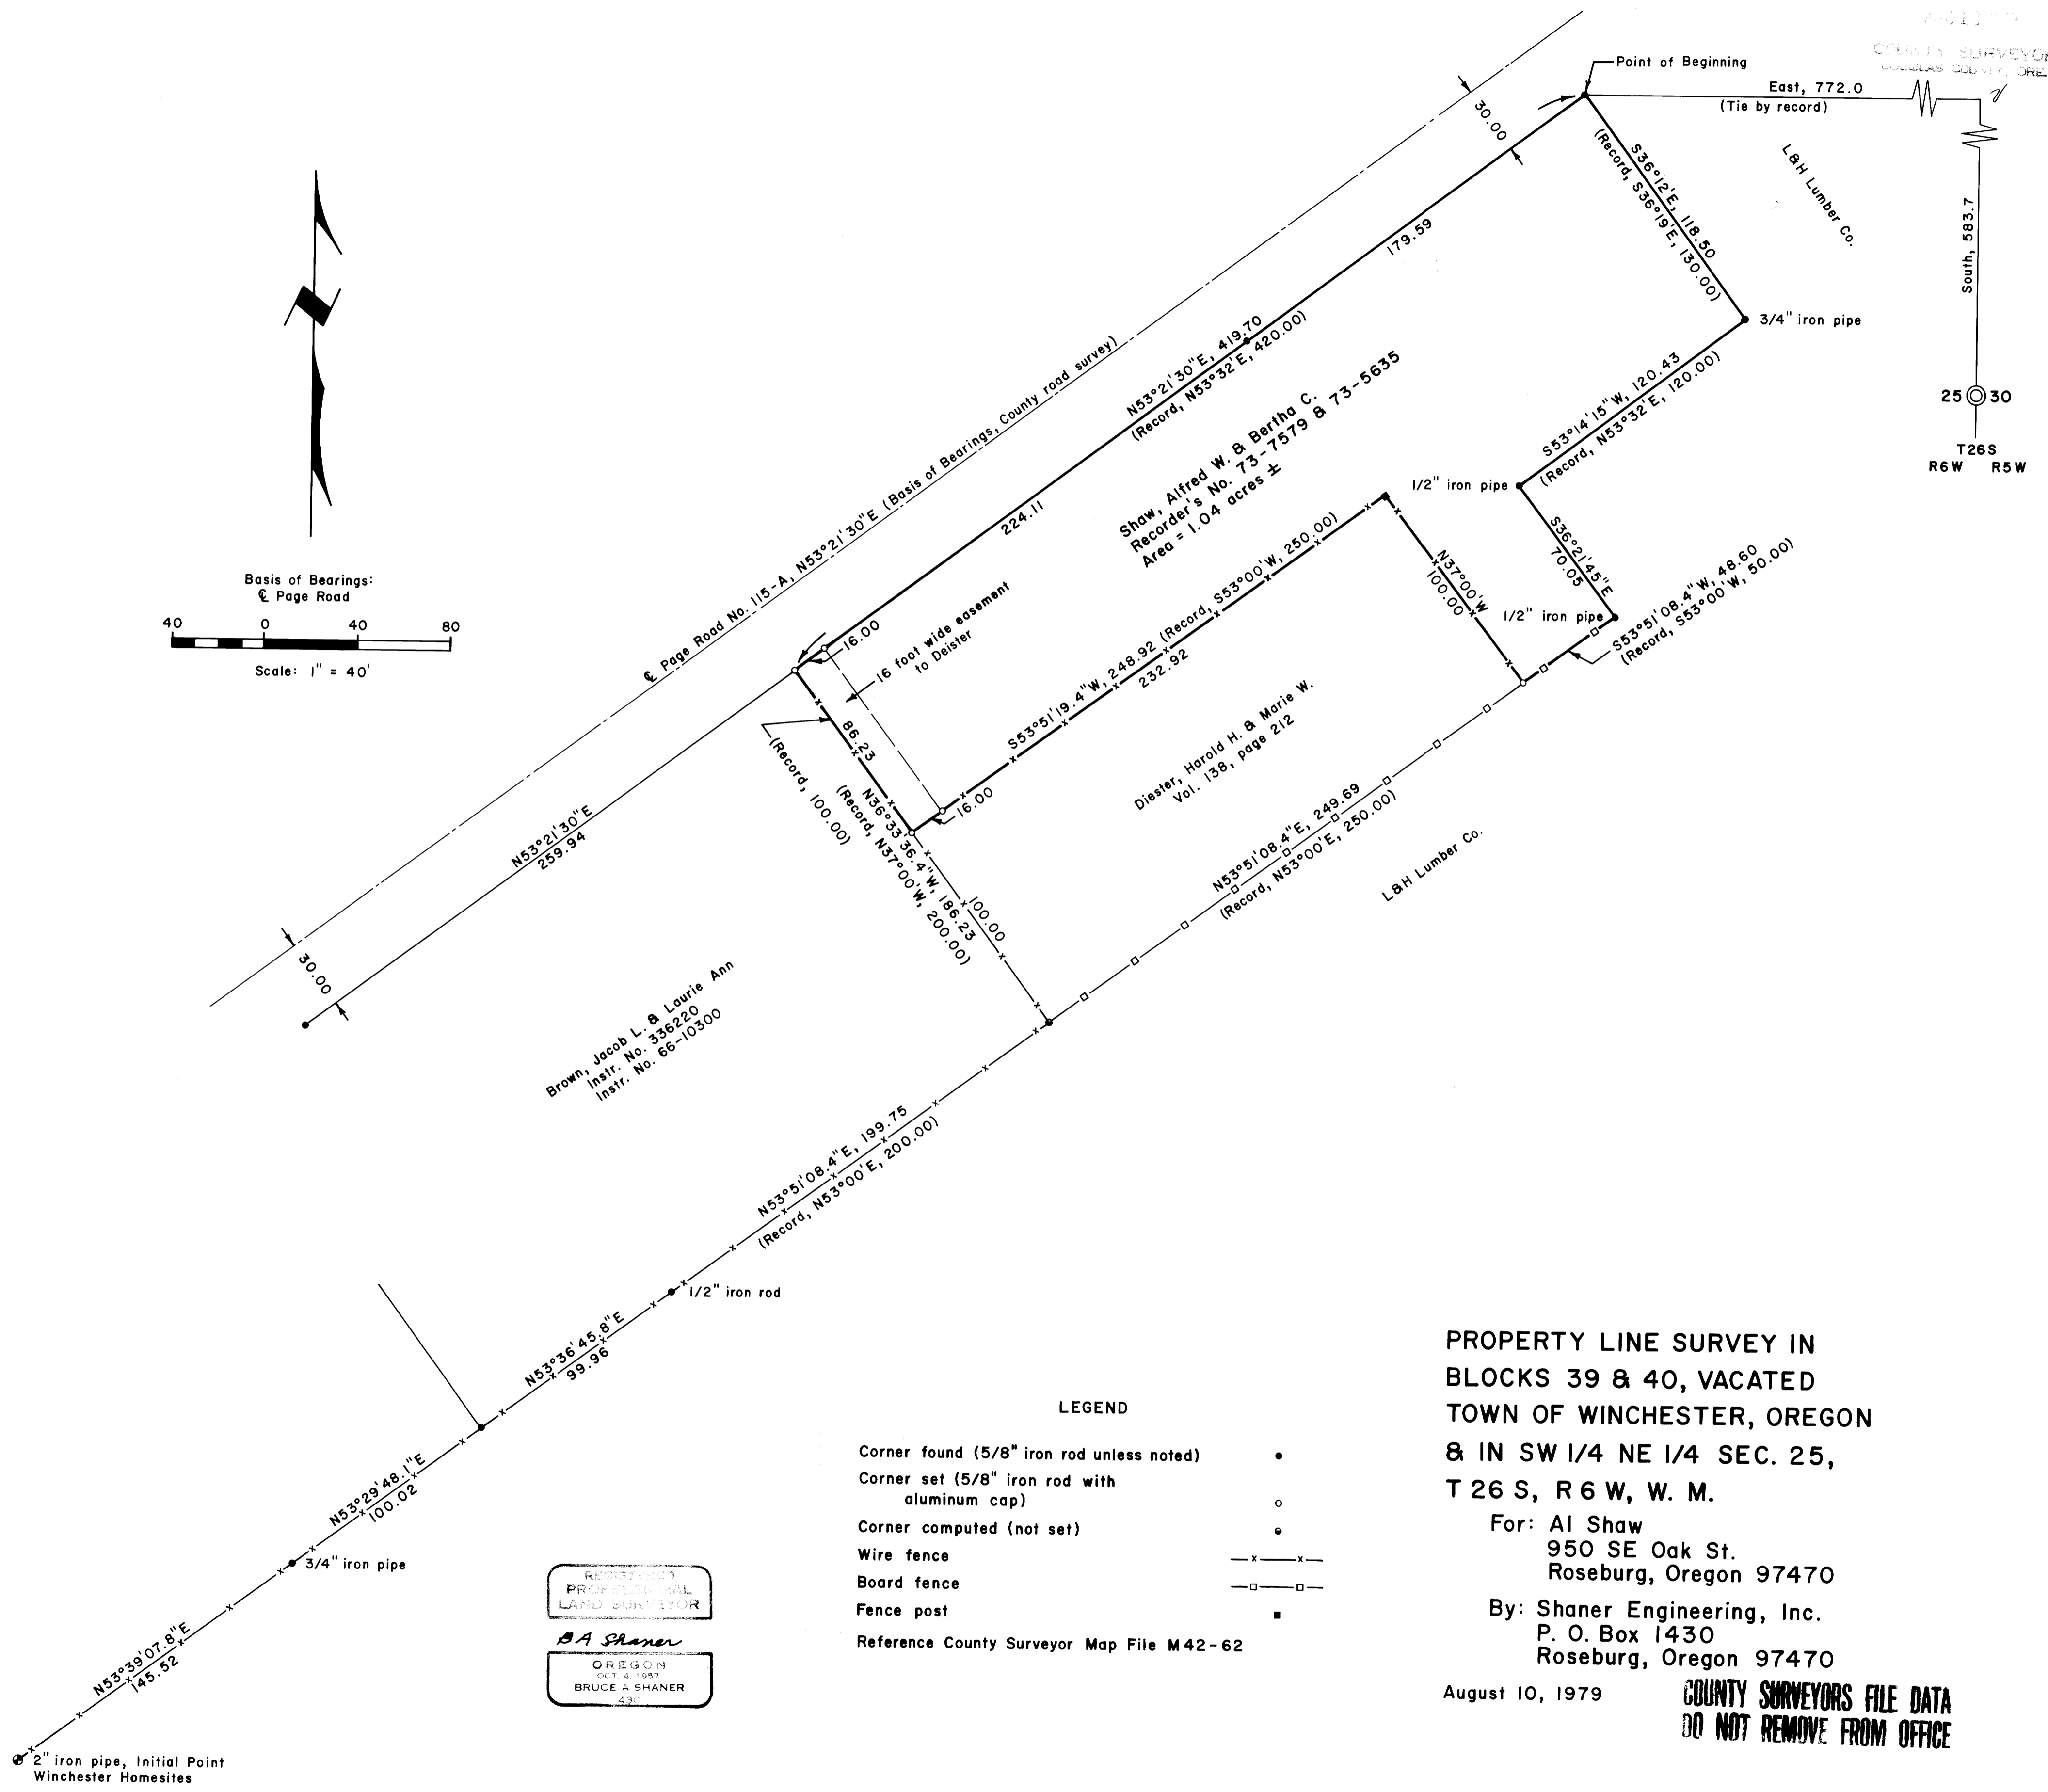 COUNTY SURVEYOR
DOUGLAS COUNTY, ORE.
Point of Beginning
East, 772.0
(Tie by record)
30.00
S36°12'E, 118.50
(Record, S36°19'E, 130.00)
L&H Lumber Co.
South, 583.7
179.59
3/4" iron pipe
N53°21'30"E, 419.70
(Record, N53°32'E, 420.00)
S53°14'15"W, 120.43
(Record, N53°32'E, 120.00)
25 30
T26S
R6W R5W
℄ Page Road No. 115-A, N53°21'30"E (Basis of Bearings, County road survey)
Shaw, Alfred W. & Bertha C.
Recorder's No. 73-7579 & 73-5635
Area = 1.04 acres ±
1/2" iron pipe
224.11
S36°21'45"E
70.05
N37°00'W
100.00
1/2" iron pipe
S53°51'08.4"W, 48.60
(Record, S53°00'W, 50.00)
Basis of Bearings:
℄ Page Road
40 0 40 80
Scale: 1" = 40'
16.00
16 foot wide easement
to Deister
S53°51'19.4"W, 248.92 (Record, S53°00'W, 250.00)
232.92
86.23
(Record, 100.00)
16.00
N36°33'36.4"W, 186.23
(Record, N37°00'W, 200.00)
100.00
Diester, Harold H. & Marie W.
Vol. 138, page 212
N53°51'08.4"E, 249.69
(Record, N53°00'E, 250.00)
L&H Lumber Co.
N53°21'30"E
259.94
30.00
Brown, Jacob L. & Laurie Ann
Instr. No. 336220
Instr. No. 66-10300
N53°51'08.4"E, 199.75
(Record, N53°00'E, 200.00)
1/2" iron rod
N53°36'45.8"E
99.96
N53°29'48.1"E
100.02
3/4" iron pipe
N53°39'07.8"E
145.52
2" iron pipe, Initial Point
Winchester Homesites
REGISTERED
PROFESSIONAL
LAND SURVEYOR
B A Shaner
OREGON
OCT. 4, 1957
BRUCE A SHANER
430
LEGEND
Corner found (5/8" iron rod unless noted)
Corner set (5/8" iron rod with
aluminum cap)
Corner computed (not set)
Wire fence
Board fence
Fence post
Reference County Surveyor Map File M42-62
PROPERTY LINE SURVEY IN
BLOCKS 39 & 40, VACATED
TOWN OF WINCHESTER, OREGON
& IN SW 1/4 NE 1/4 SEC. 25,
T 26 S, R 6 W, W. M.
For: Al Shaw
950 SE Oak St.
Roseburg, Oregon 97470
By: Shaner Engineering, Inc.
P. O. Box 1430
Roseburg, Oregon 97470
August 10, 1979
COUNTY SURVEYORS FILE DATA
DO NOT REMOVE FROM OFFICE